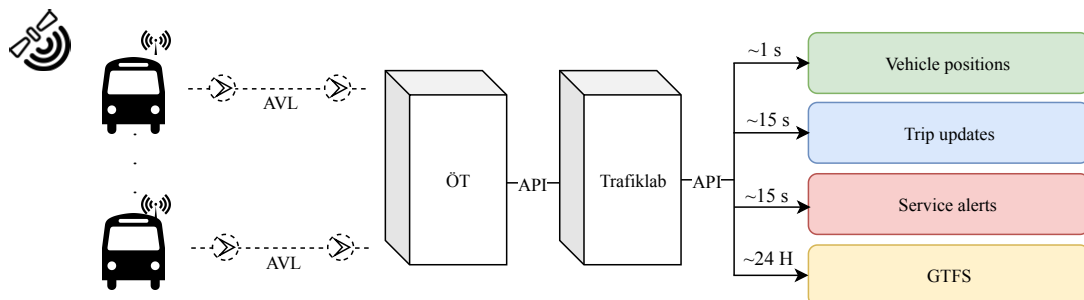 AVL
AVL
ÖT
API
Trafiklab
API
~1 s
Vehicle positions
~15 s
Trip updates
~15 s
Service alerts
~24 H
GTFS